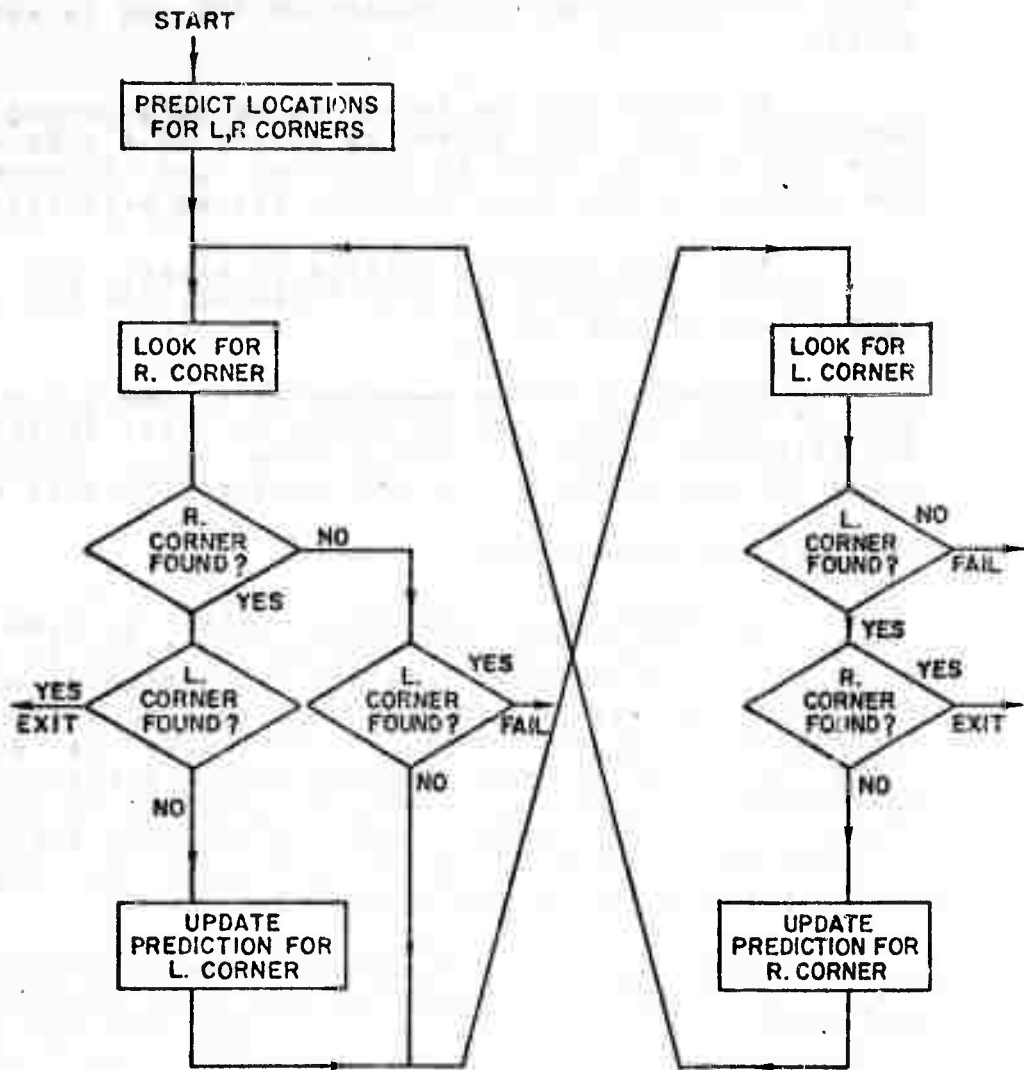 START
PREDICT LOCATIONS
FOR L,R CORNERS
LOOK FOR
R. CORNER
R.
CORNER
FOUND?
NO
YES
L.
CORNER
FOUND?
YES
EXIT
NO
L.
CORNER
FOUND?
YES
FAIL
NO
UPDATE
PREDICTION FOR
L. CORNER
LOOK FOR
L. CORNER
L.
CORNER
FOUND?
NO
FAIL
YES
R.
CORNER
FOUND?
YES
EXIT
NO
UPDATE
PREDICTION FOR
R. CORNER